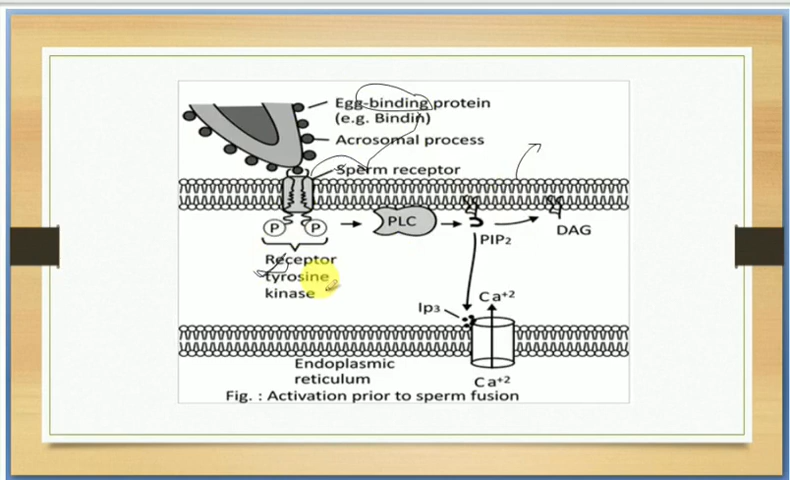 Egg-binding protein
(e.g. Bindin)
Acrosomal process
Sperm receptor
P P
PLC
PIP2
DAG
Receptor
tyrosine
kinase
Ip3
Ca+2
Endoplasmic
reticulum
Ca+2
Fig. : Activation prior to sperm fusion